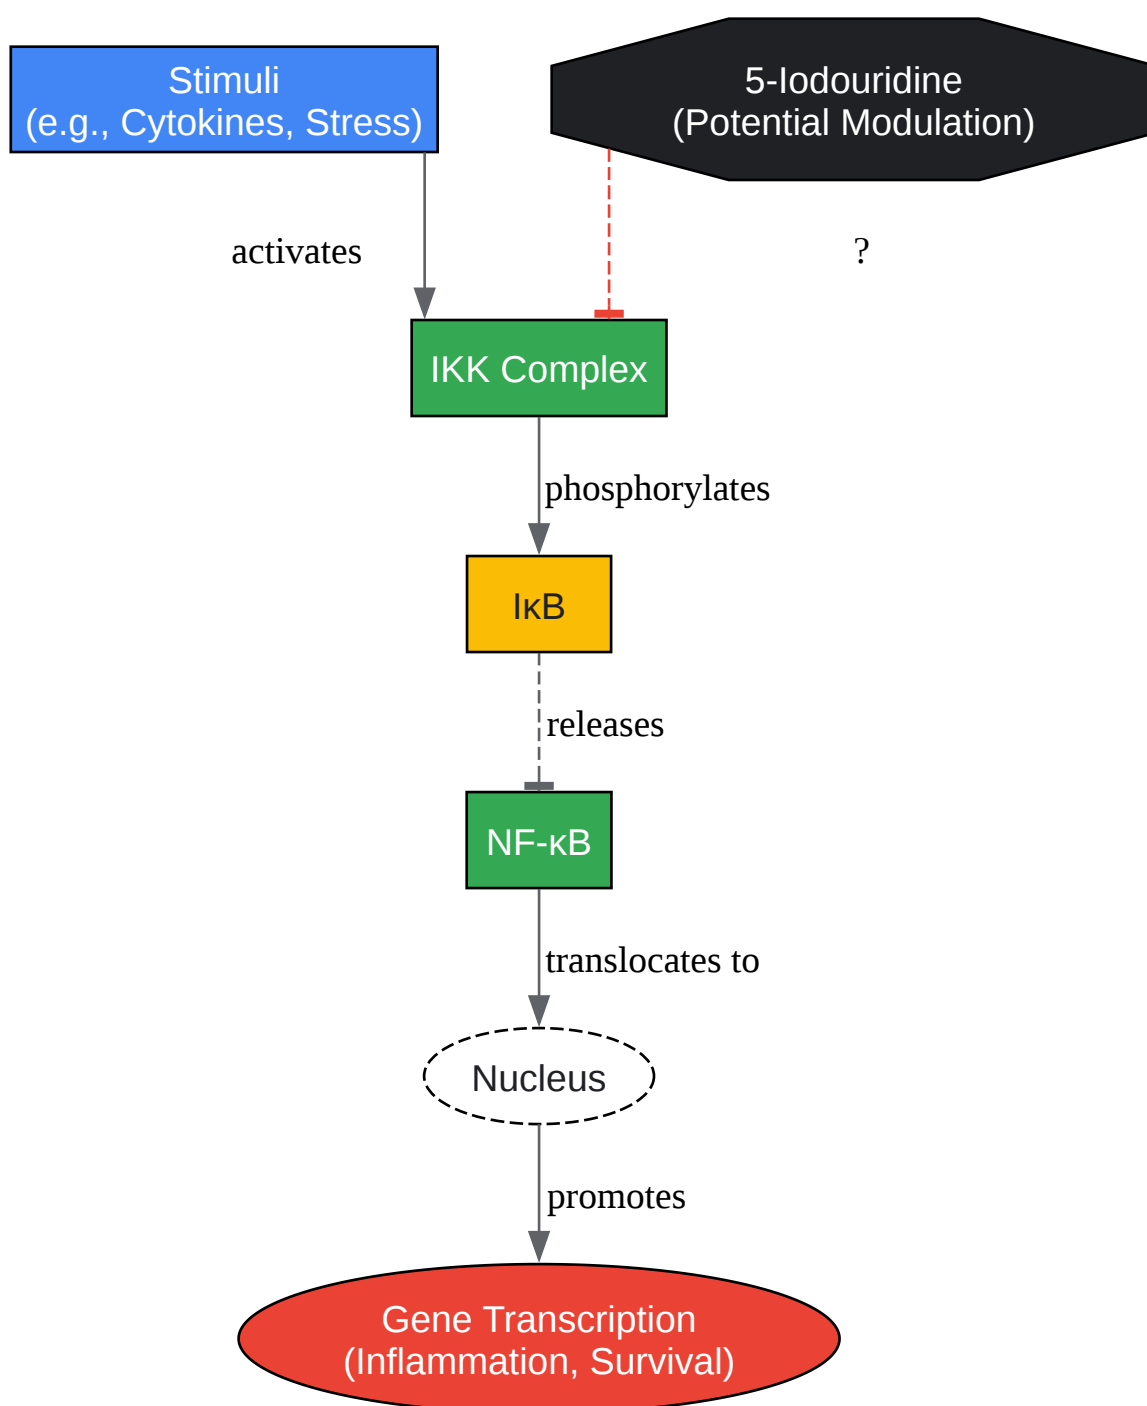 Stimuli
(e.g., Cytokines, Stress)
5-Iodouridine
(Potential Modulation)
activates
?
IKK Complex
phosphorylates
IκB
releases
NF-κB
translocates to
Nucleus
promotes
Gene Transcription
(Inflammation, Survival)